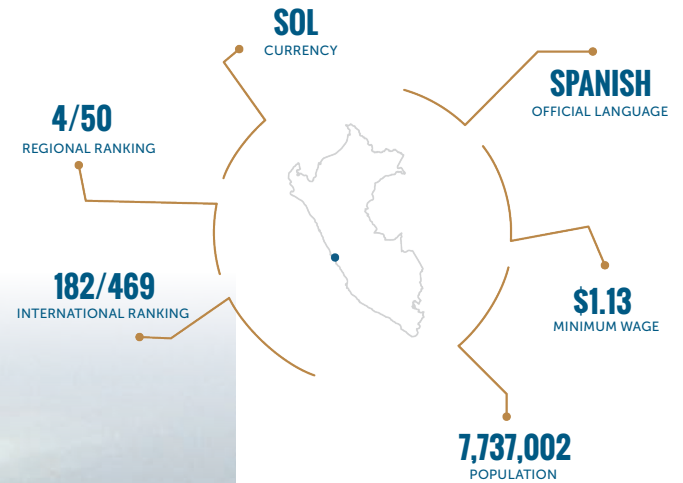 SOL
CURRENCY
SPANISH
OFFICIAL LANGUAGE
4/50
REGIONAL RANKING
182/469
INTERNATIONAL RANKING
$1.13
MINIMUM WAGE
7,737,002
POPULATION